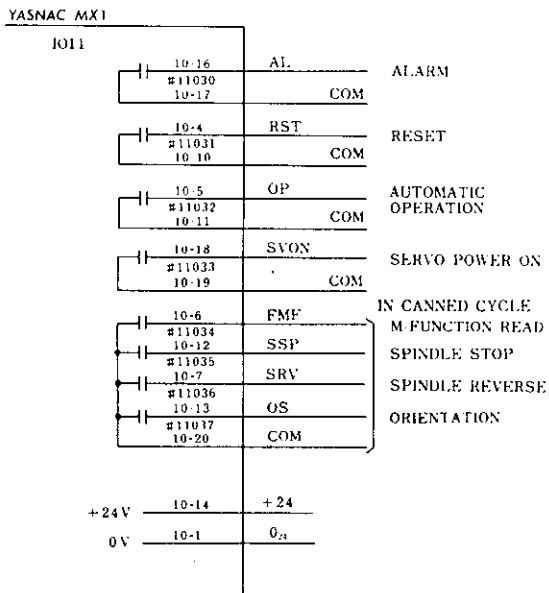 YASNAC MX1
IO11
10-16 AL ALARM
#11030
10-17 COM
10-4 RST RESET
#11031
10-10 COM
10-5 OP AUTOMATIC
#11032 OPERATION
10-11 COM
10-18 SVON SERVO POWER ON
#11033
10-19 COM
IN CANNED CYCLE
10-6 FMF M-FUNCTION READ
#11034
10-12 SSP SPINDLE STOP
#11035
10-7 SRV SPINDLE REVERSE
#11036
10-13 OS ORIENTATION
#11037
10-20 COM
+24V 10-14 +24
0V 10-1 0₂₄